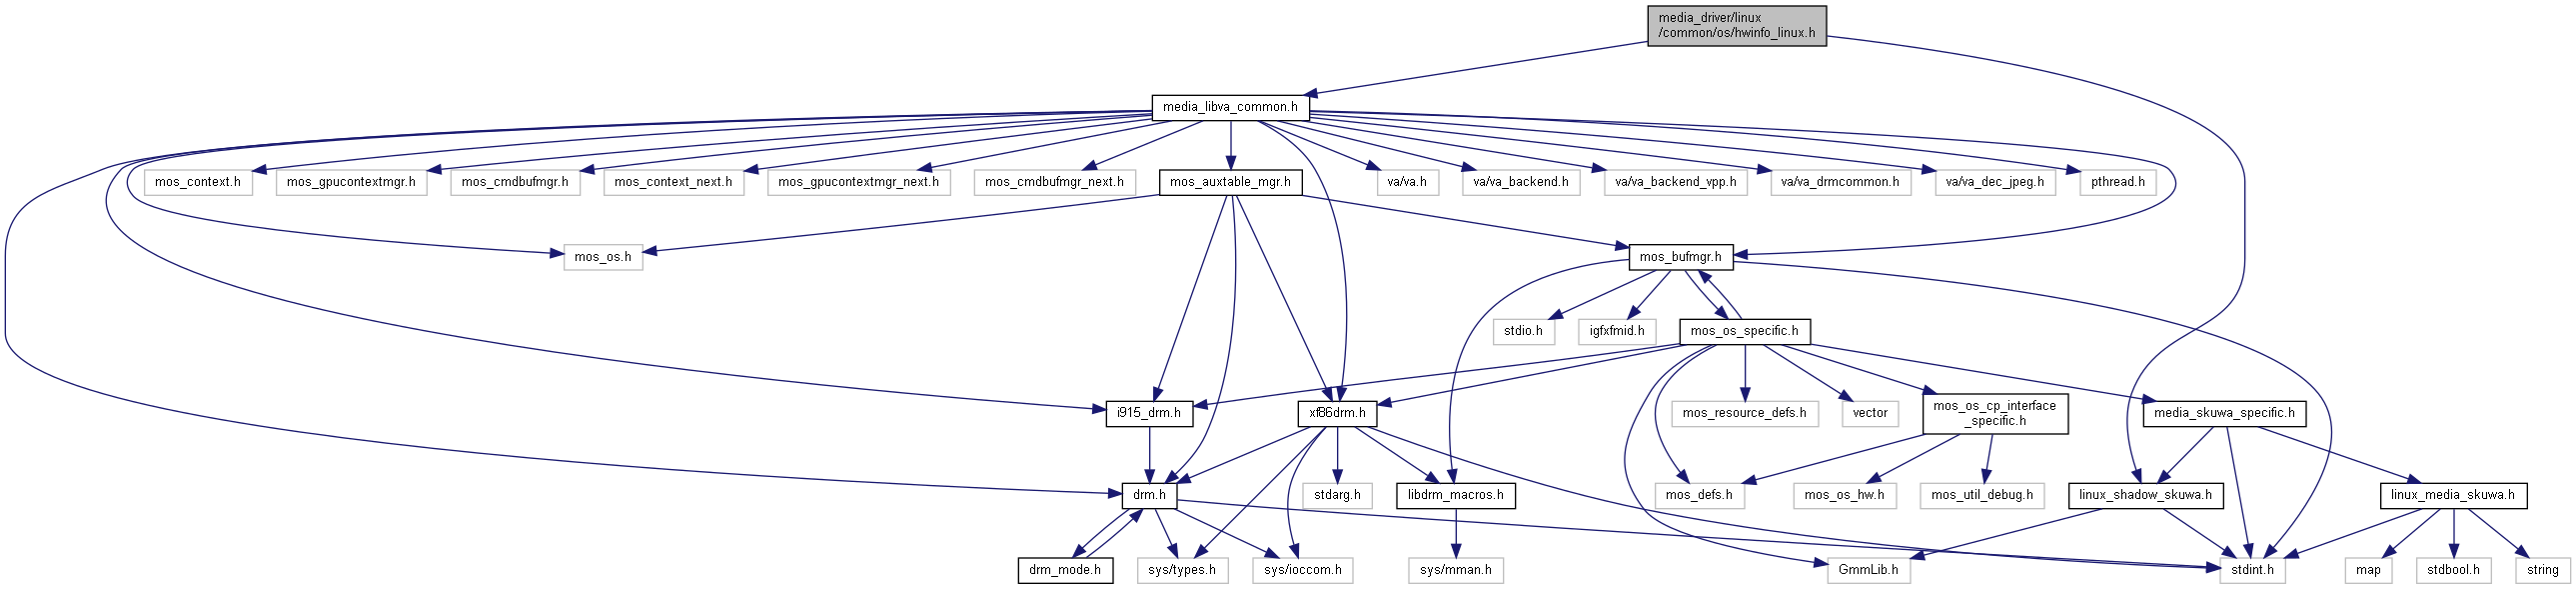 media_driver/linux
/common/os/hwinfo_linux.h
media_libva_common.h
mos_context.h
mos_gpucontextmgr.h
mos_cmdbufmgr.h
mos_context_next.h
mos_gpucontextmgr_next.h
mos_cmdbufmgr_next.h
mos_auxtable_mgr.h
va/va.h
va/va_backend.h
va/va_backend_vpp.h
va/va_drmcommon.h
va/va_dec_jpeg.h
pthread.h
mos_os.h
mos_bufmgr.h
stdio.h
igfxfmid.h
mos_os_specific.h
i915_drm.h
xf86drm.h
mos_resource_defs.h
vector
mos_os_cp_interface
_specific.h
media_skuwa_specific.h
drm.h
stdarg.h
libdrm_macros.h
mos_defs.h
mos_os_hw.h
mos_util_debug.h
linux_shadow_skuwa.h
linux_media_skuwa.h
drm_mode.h
sys/types.h
sys/ioccom.h
sys/mman.h
GmmLib.h
stdint.h
map
stdbool.h
string